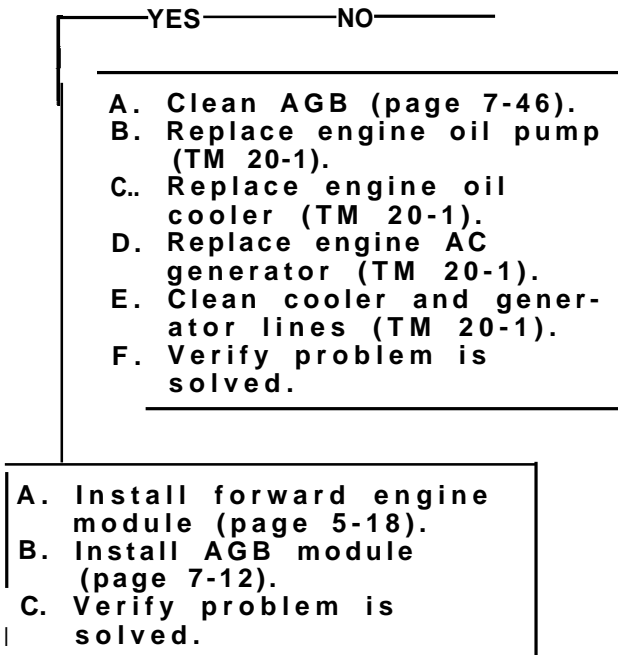 YES NO
A. Clean AGB (page 7-46).
B. Replace engine oil pump
(TM 20-1).
C.. Replace engine oil
cooler (TM 20-1).
D. Replace engine AC
generator (TM 20-1).
E. Clean cooler and gener-
ator lines (TM 20-1).
F. Verify problem is
solved.
A. Install forward engine
module (page 5-18).
B. Install AGB module
(page 7-12).
C. Verify problem is
solved.